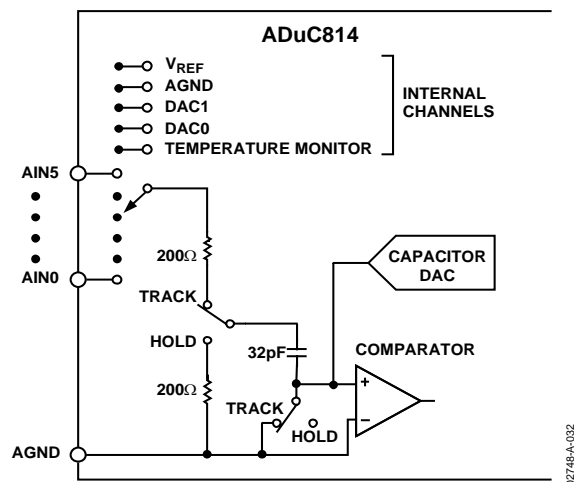 ADuC814
VREF
AGND
DAC1
DAC0
TEMPERATURE MONITOR
INTERNAL
CHANNELS
AIN5
AIN0
200Ω
TRACK
HOLD
200Ω
32pF
CAPACITOR
DAC
COMPARATOR
+
–
TRACK
HOLD
AGND
02748-A-032